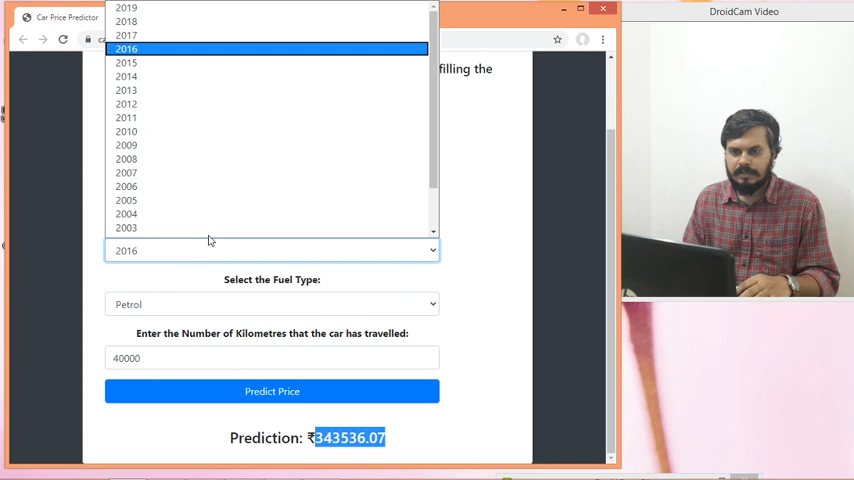 Car Price Predictor
DroidCam Video
filling the
2019
2018
2017
2016
2015
2014
2013
2012
2011
2010
2009
2008
2007
2006
2005
2004
2003
2016
Select the Fuel Type:
Petrol
Enter the Number of Kilometres that the car has travelled:
40000
Predict Price
Prediction: ₹343536.07